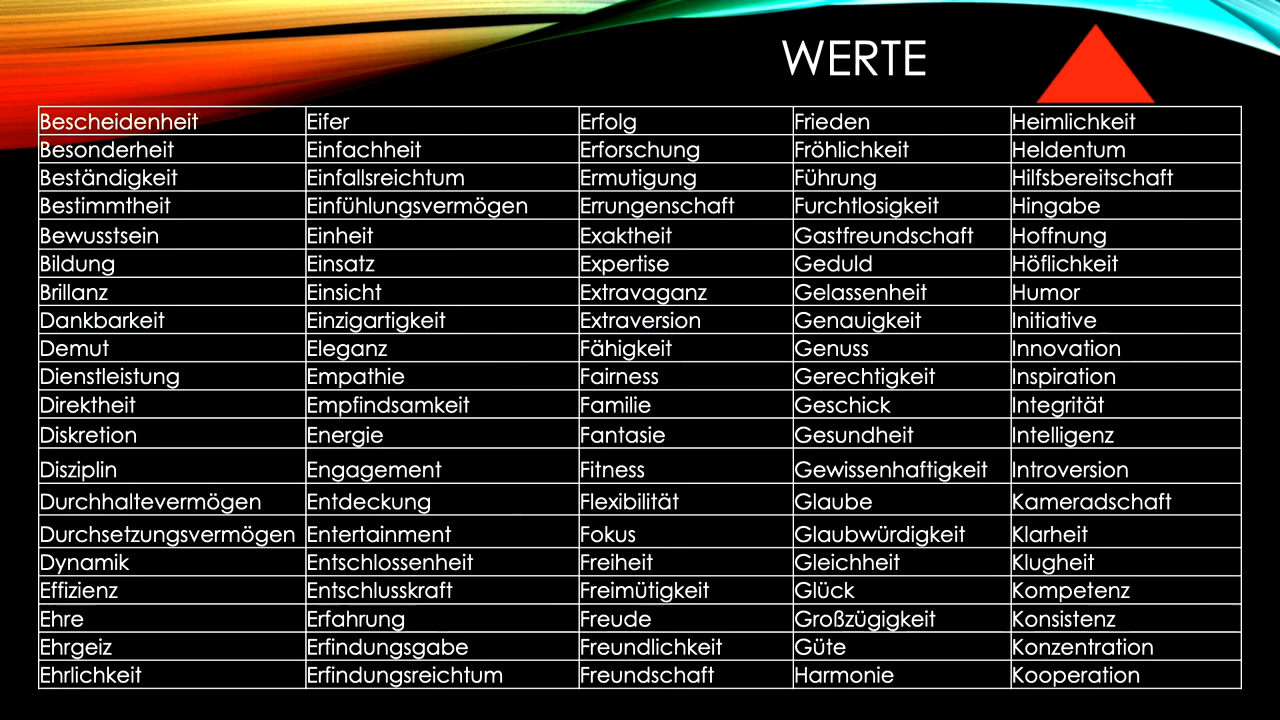 WERTE
Bescheidenheit Eifer Erfolg Frieden Heimlichkeit
Besonderheit Einfachheit Erforschung Fröhlichkeit Heldentum
Beständigkeit Einfallsreichtum Ermutigung Führung Hilfsbereitschaft
Bestimmtheit Einfühlungsvermögen Errungenschaft Furchtlosigkeit Hingabe
Bewusstsein Einheit Exaktheit Gastfreundschaft Hoffnung
Bildung Einsatz Expertise Geduld Höflichkeit
Brillanz Einsicht Extravaganz Gelassenheit Humor
Dankbarkeit Einzigartigkeit Extraversion Genauigkeit Initiative
Demut Eleganz Fähigkeit Genuss Innovation
Dienstleistung Empathie Fairness Gerechtigkeit Inspiration
Direktheit Empfindsamkeit Familie Geschick Integrität
Diskretion Energie Fantasie Gesundheit Intelligenz
Disziplin Engagement Fitness Gewissenhaftigkeit Introversion
Durchhaltevermögen Entdeckung Flexibilität Glaube Kameradschaft
Durchsetzungsvermögen Entertainment Fokus Glaubwürdigkeit Klarheit
Dynamik Entschlossenheit Freiheit Gleichheit Klugheit
Effizienz Entschlusskraft Freimütigkeit Glück Kompetenz
Ehre Erfahrung Freude Großzügigkeit Konsistenz
Ehrgeiz Erfindungsgabe Freundlichkeit Güte Konzentration
Ehrlichkeit Erfindungsreichtum Freundschaft Harmonie Kooperation